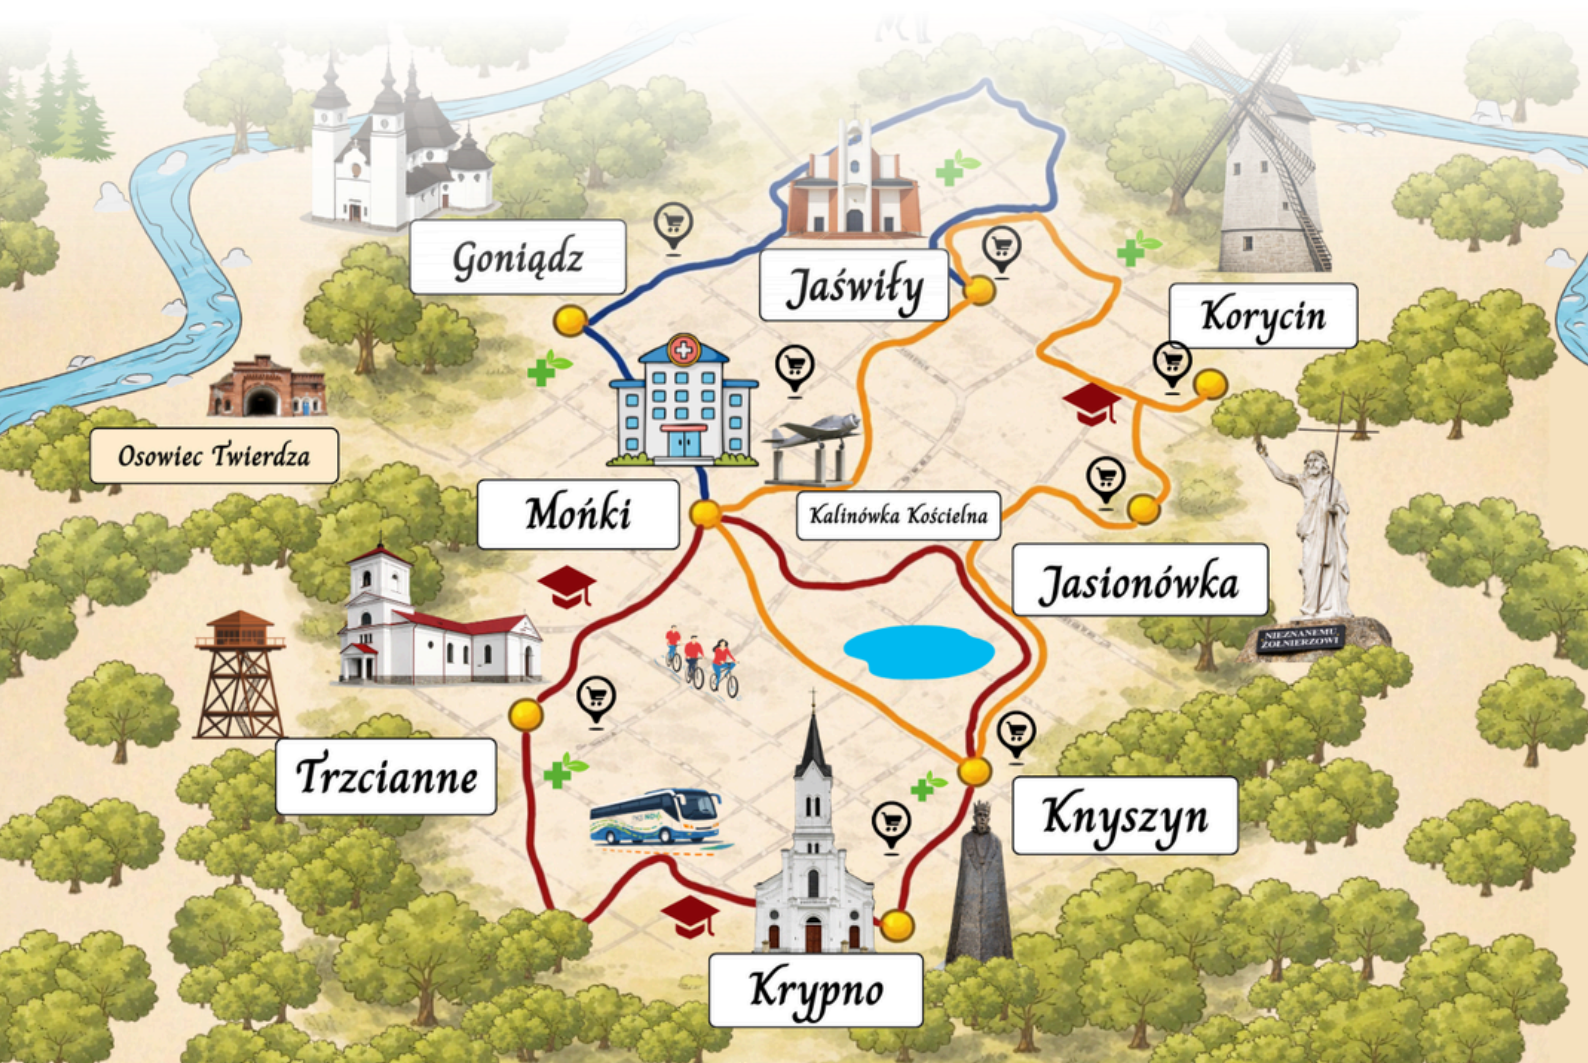 Goniądz
Jaświły
Korycin
Osowiec Twierdza
Mońki
Kalinówka Kościelna
Jasionówka
NIEZNANEMU
ŻOŁNIERZOWI
Trzcianne
Knyszyn
Krypno